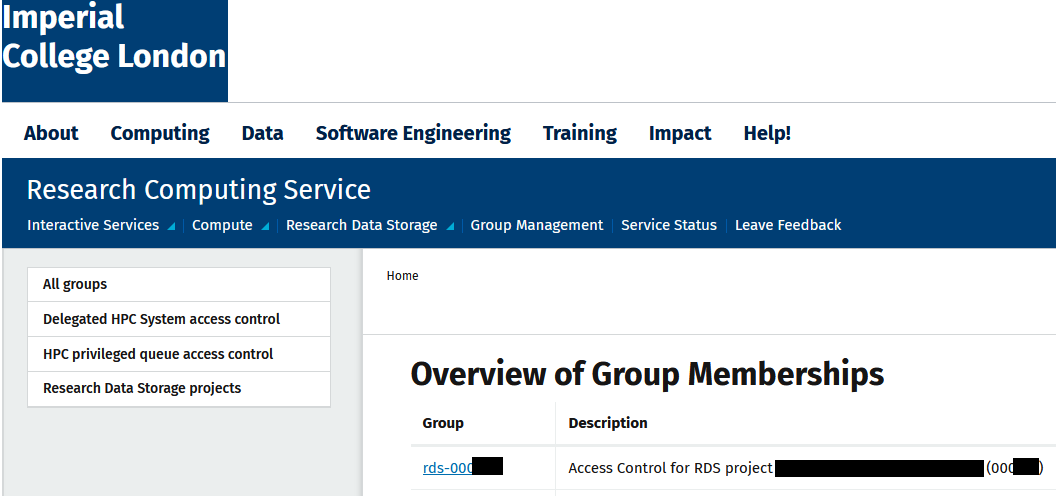 Imperial
College London
About Computing Data Software Engineering Training Impact Help!
Research Computing Service
Interactive Services Compute Research Data Storage Group Management Service Status Leave Feedback
All groups
Delegated HPC System access control
HPC privileged queue access control
Research Data Storage projects
Home
Overview of Group Memberships
Group Description
rds-000 Access Control for RDS project (000 )